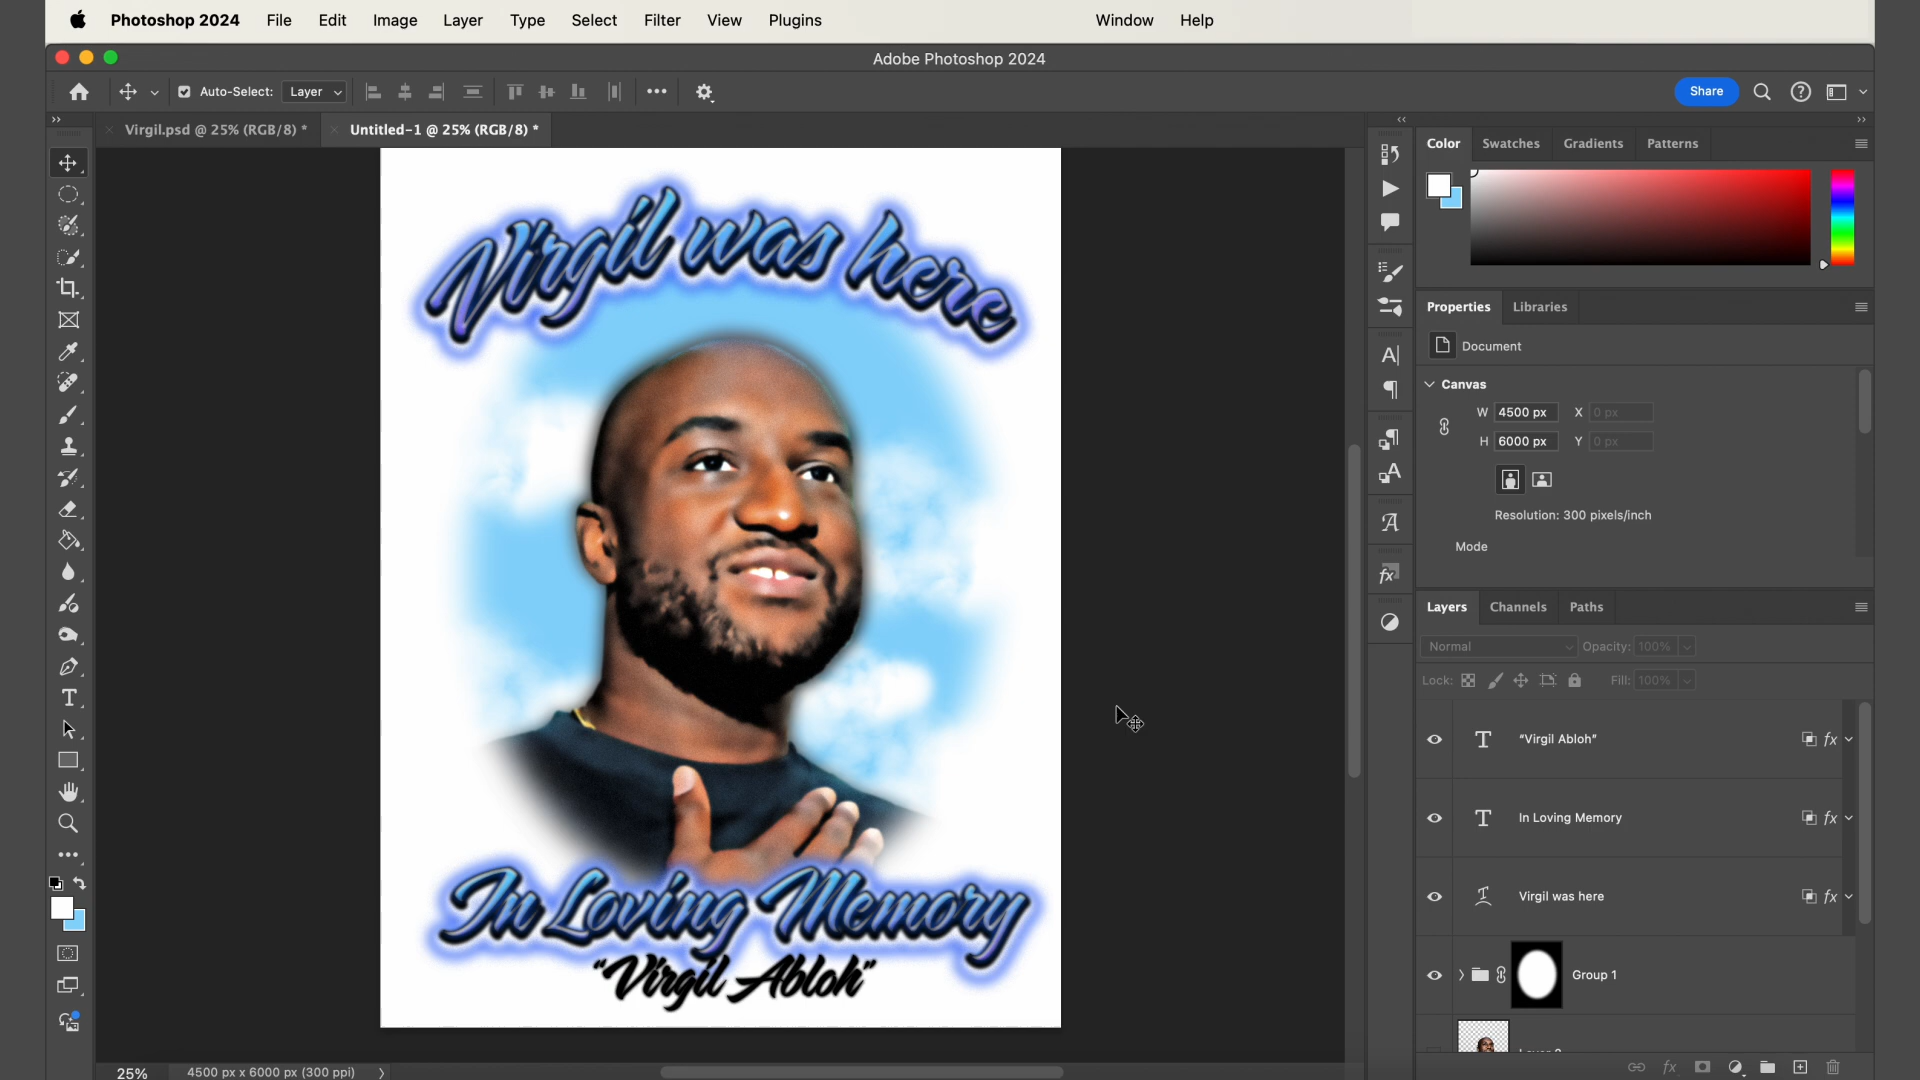 Photoshop 2024 File Edit Image Layer Type Select Filter View Plugins Window Help
Adobe Photoshop 2024
Auto-Select: Layer
Share
Virgil.psd @ 25% (RGB/8) *
Untitled-1 @ 25% (RGB/8) *
Color Swatches Gradients Patterns
Virgil was here
In Loving Memory
“Virgil Abloh”
Properties Libraries
Document
Canvas
W 4500 px X 0 px
H 6000 px Y 0 px
Resolution: 300 pixels/inch
Mode
Layers Channels Paths
Normal Opacity: 100%
Lock: Fill: 100%
“Virgil Abloh” fx
In Loving Memory fx
Virgil was here fx
Group 1
25% 4500 px x 6000 px (300 ppi)